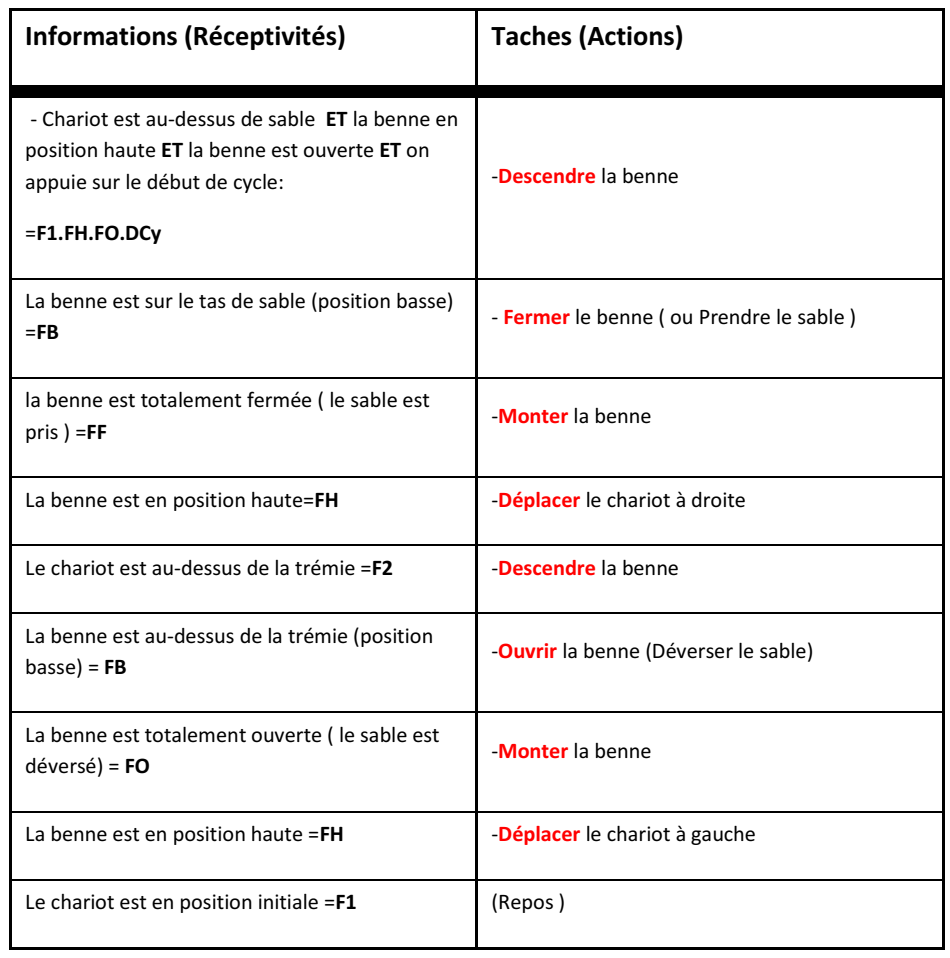 Informations (Réceptivités)
Taches (Actions)
- Chariot est au-dessus de sable ET la benne en
position haute ET la benne est ouverte ET on
appuie sur le début de cycle:
=F1.FH.FO.DCy
-Descendre la benne
La benne est sur le tas de sable (position basse)
=FB
- Fermer le benne ( ou Prendre le sable )
la benne est totalement fermée ( le sable est
pris ) =FF
-Monter la benne
La benne est en position haute=FH
-Déplacer le chariot à droite
Le chariot est au-dessus de la trémie =F2
-Descendre la benne
La benne est au-dessus de la trémie (position
basse) = FB
-Ouvrir la benne (Déverser le sable)
La benne est totalement ouverte ( le sable est
déversé) = FO
-Monter la benne
La benne est en position haute =FH
-Déplacer le chariot à gauche
Le chariot est en position initiale =F1
(Repos )